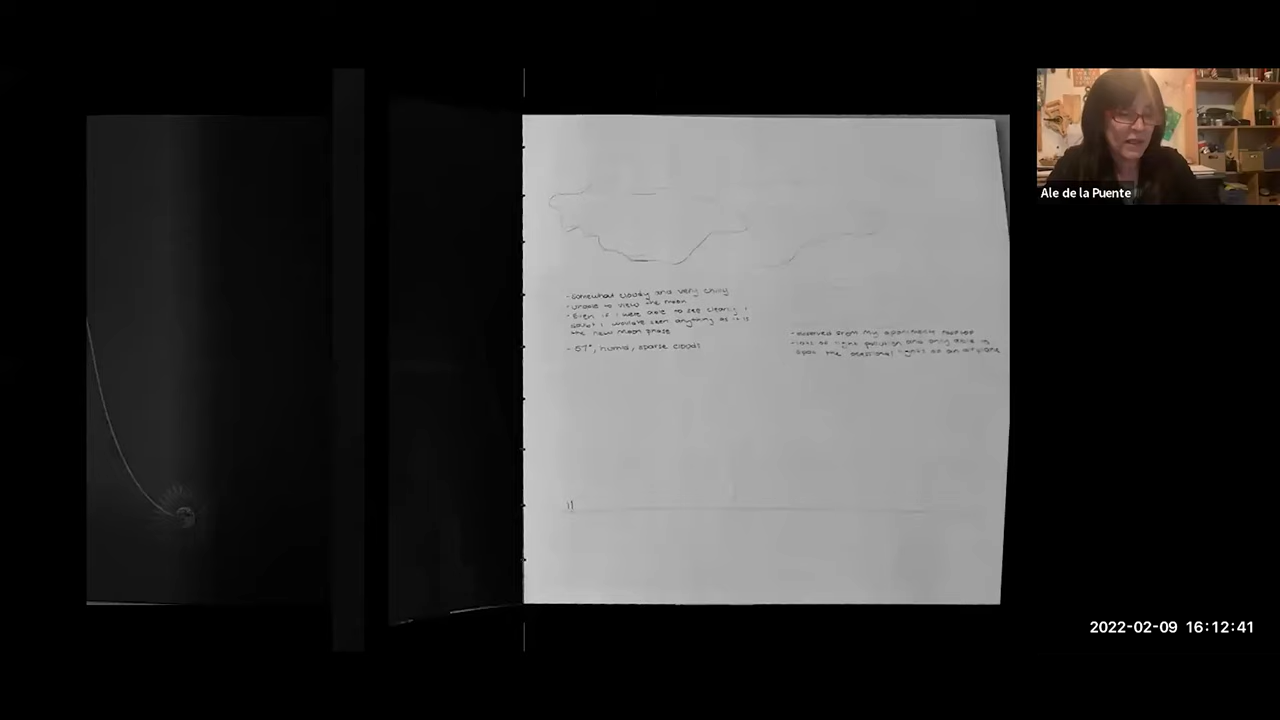 - somewhat cloudy and very chilly
- unable to view the moon
- Even if I were able to see clearly I
doubt I would've seen anything as it is
the new moon phase
- 57°, humid, sparse clouds
- observed from my apartment rooftop
- lots of light pollution and only able to
spot the occasional lights of an airplane
11
Ale de la Puente
2022-02-09 16:12:41